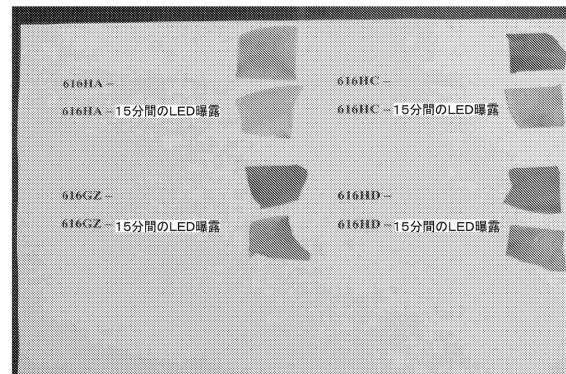 616HA –
616HA – 15分間のLED曝露
616HC –
616HC – 15分間のLED曝露
616GZ –
616GZ – 15分間のLED曝露
616HD –
616HD – 15分間のLED曝露